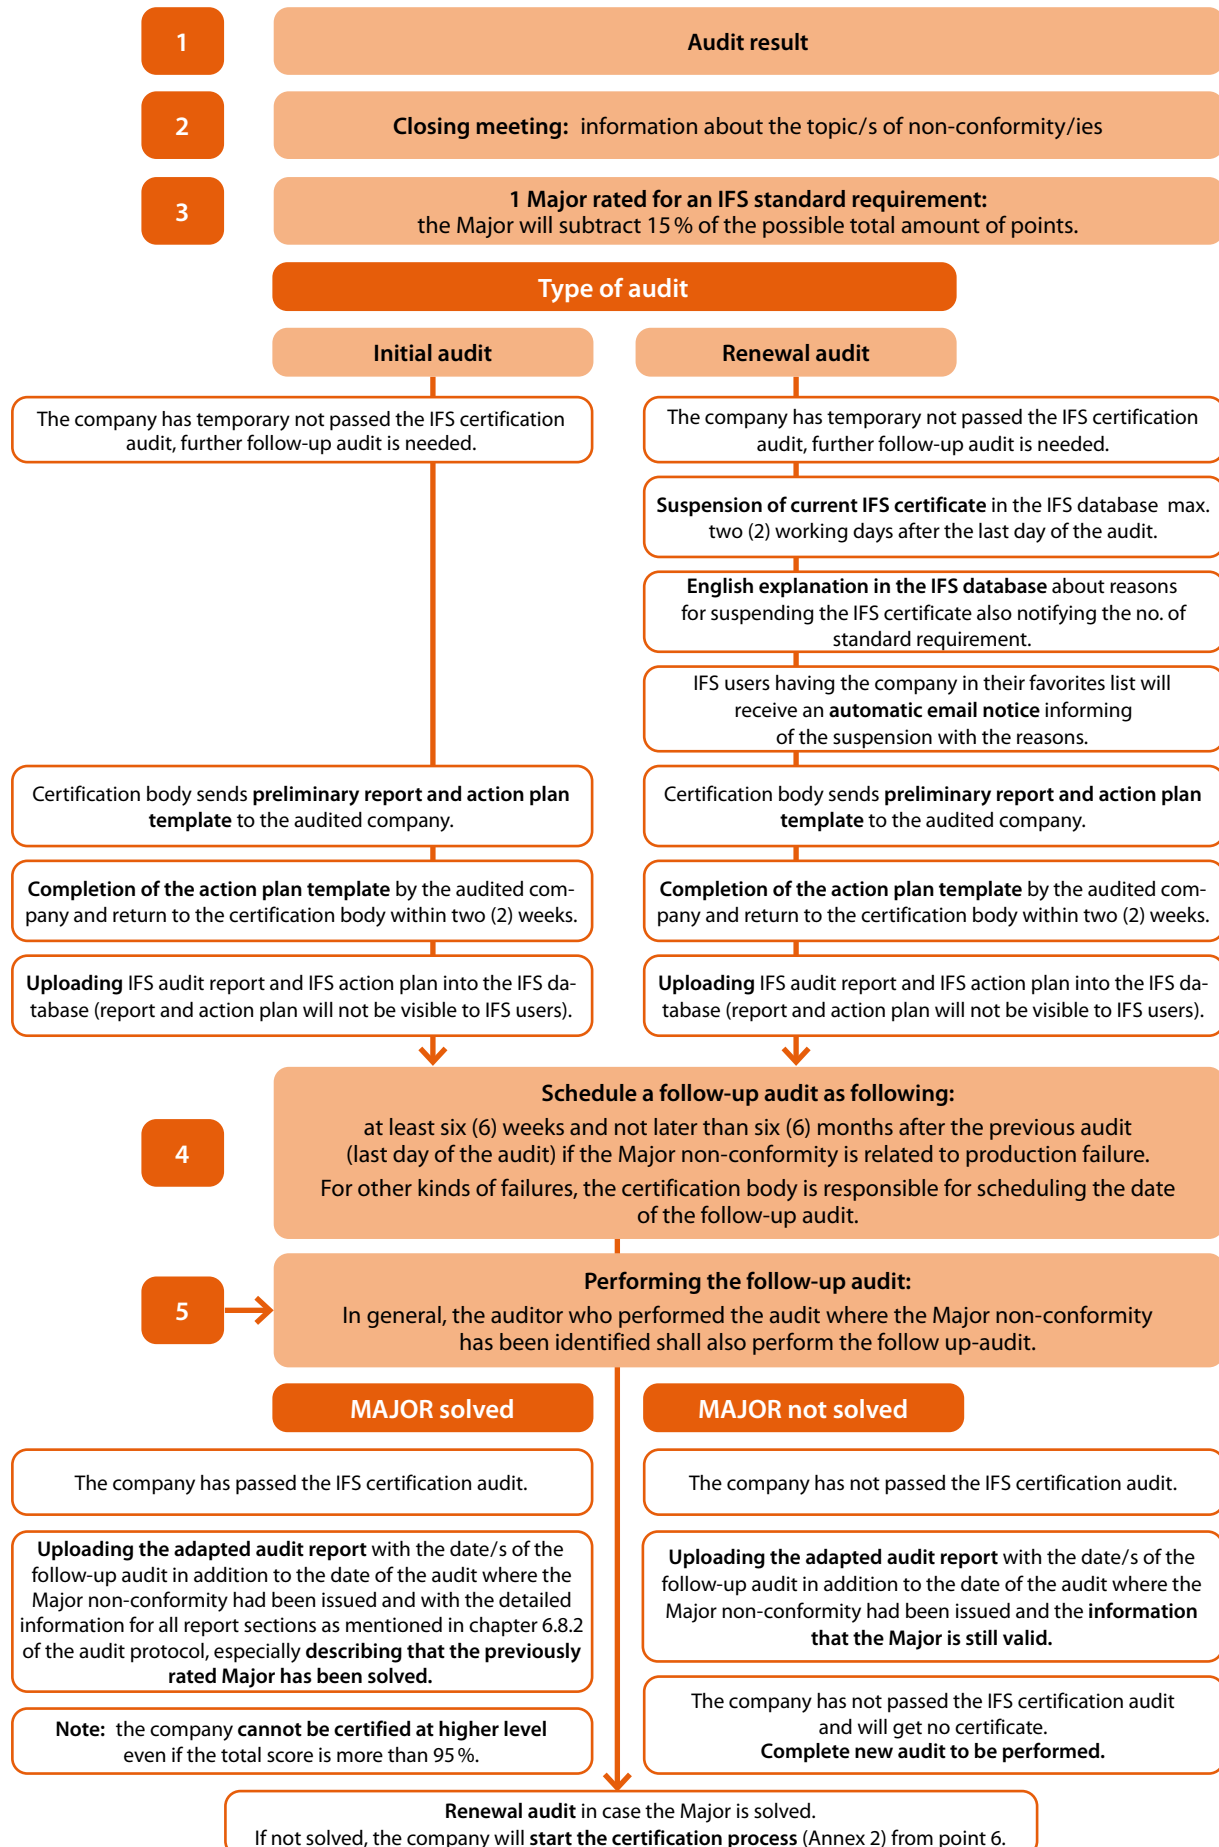 1
Audit result
2
Closing meeting: information about the topic/s of non-conformity/ies
3
1 Major rated for an IFS standard requirement:
the Major will subtract 15 % of the possible total amount of points.
Type of audit
Initial audit
The company has temporary not passed the IFS certification
audit, further follow-up audit is needed.
Certification body sends preliminary report and action plan
template to the audited company.
Completion of the action plan template by the audited com-
pany and return to the certification body within two (2) weeks.
Uploading IFS audit report and IFS action plan into the IFS da-
tabase (report and action plan will not be visible to IFS users).
Renewal audit
The company has temporary not passed the IFS certification
audit, further follow-up audit is needed.
Suspension of current IFS certificate in the IFS database max.
two (2) working days after the last day of the audit.
English explanation in the IFS database about reasons
for suspending the IFS certificate also notifying the no. of
standard requirement.
IFS users having the company in their favorites list will
receive an automatic email notice informing
of the suspension with the reasons.
Certification body sends preliminary report and action plan
template to the audited company.
Completion of the action plan template by the audited com-
pany and return to the certification body within two (2) weeks.
Uploading IFS audit report and IFS action plan into the IFS da-
tabase (report and action plan will not be visible to IFS users).
4
Schedule a follow-up audit as following:
at least six (6) weeks and not later than six (6) months after the previous audit
(last day of the audit) if the Major non-conformity is related to production failure.
For other kinds of failures, the certification body is responsible for scheduling the date
of the follow-up audit.
5
Performing the follow-up audit:
In general, the auditor who performed the audit where the Major non-conformity
has been identified shall also perform the follow up-audit.
MAJOR solved
The company has passed the IFS certification audit.
Uploading the adapted audit report with the date/s of the
follow-up audit in addition to the date of the audit where the
Major non-conformity had been issued and with the detailed
information for all report sections as mentioned in chapter 6.8.2
of the audit protocol, especially describing that the previously
rated Major has been solved.
Note: the company cannot be certified at higher level
even if the total score is more than 95 %.
MAJOR not solved
The company has not passed the IFS certification audit.
Uploading the adapted audit report with the date/s of the
follow-up audit in addition to the date of the audit where the
Major non-conformity had been issued and the information
that the Major is still valid.
The company has not passed the IFS certification audit
and will get no certificate.
Complete new audit to be performed.
Renewal audit in case the Major is solved.
If not solved, the company will start the certification process (Annex 2) from point 6.